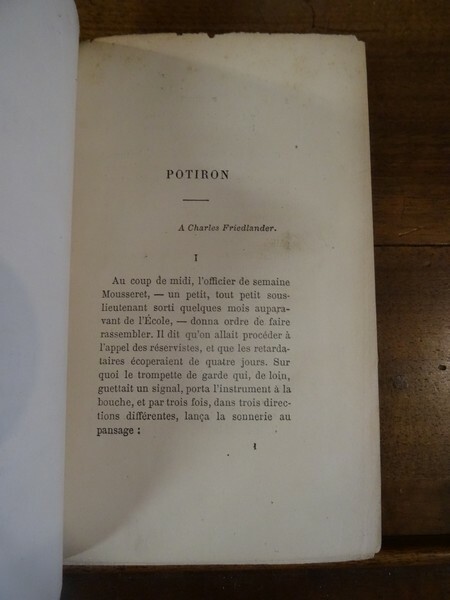 POTIRON
A Charles Friedlander.
I
Au coup de midi, l'officier de semaine
Mousseret, — un petit, tout petit sous-
lieutenant sorti quelques mois aupara-
vant de l'École, — donna ordre de faire
rassembler. Il dit qu'on allait procéder à
l'appel des réservistes, et que les retarda-
taires écoperaient de quatre jours. Sur
quoi le trompette de garde qui, de loin,
guettait un signal, porta l'instrument à la
bouche, et par trois fois, dans trois direc-
tions différentes, lança la sonnerie au
pansage :
1